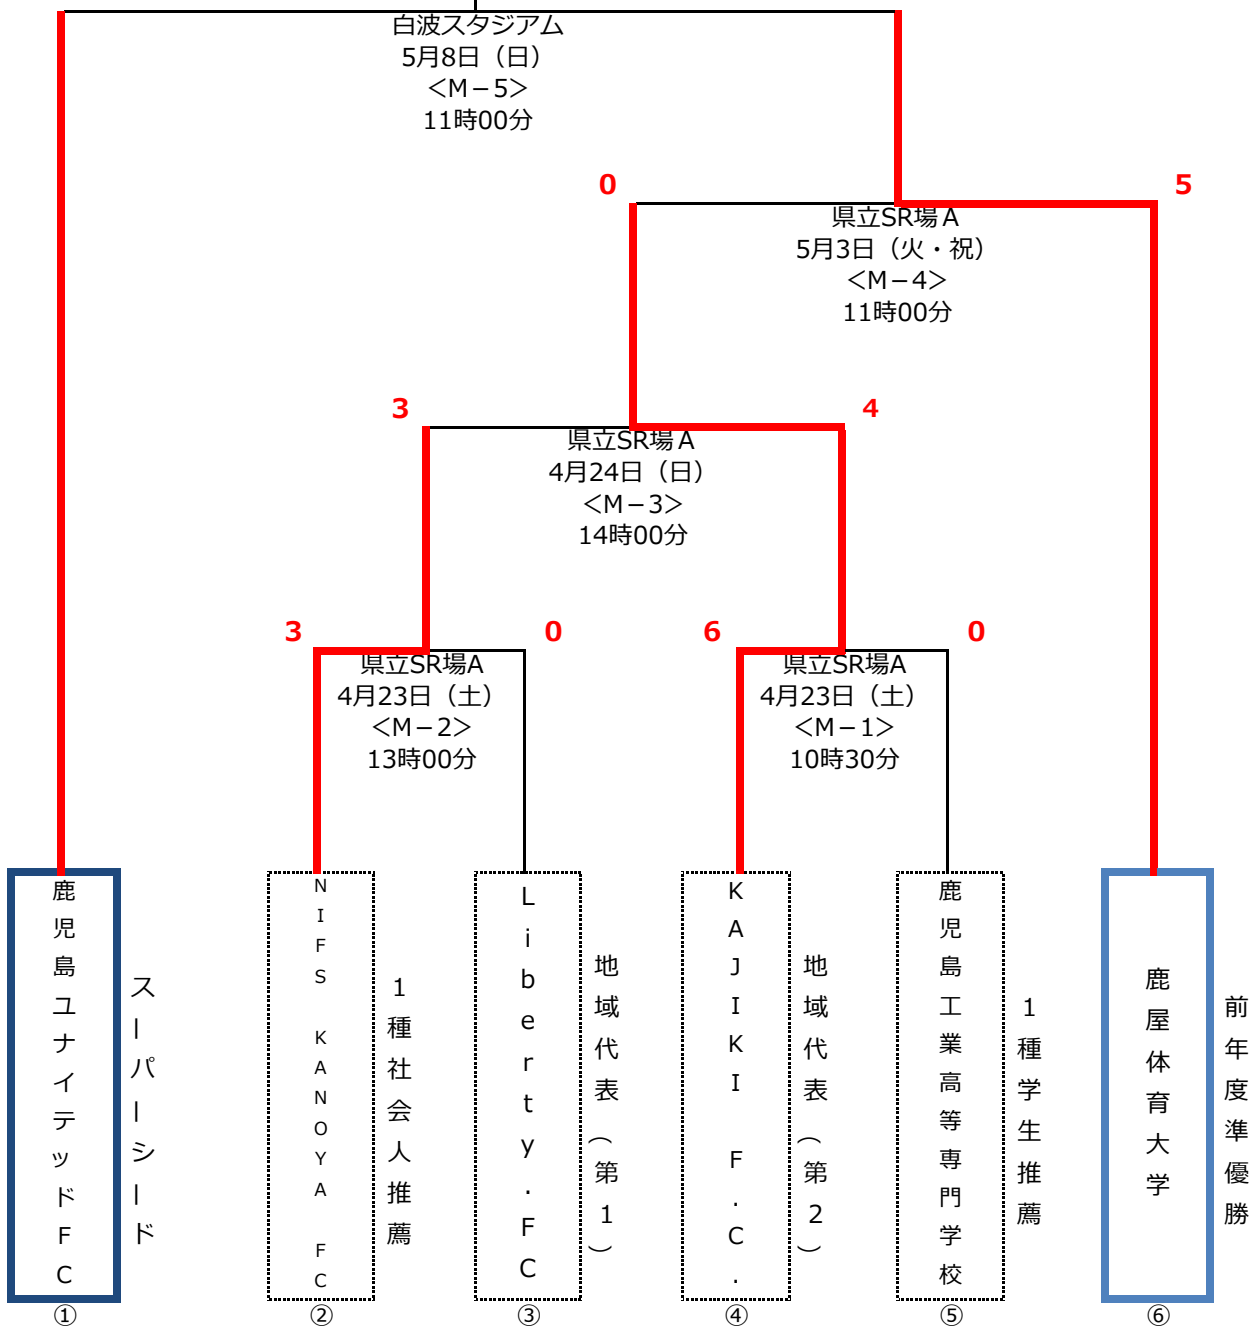 白波スタジアム
5月8日（日）
＜M－5＞
11時00分
0
5
県立SR場Ａ
5月3日（火・祝）
＜M－4＞
11時00分
3
4
県立SR場Ａ
4月24日（日）
＜M－3＞
14時00分
3
0
6
0
県立SR場A
4月23日（土）
＜M－2＞
13時00分
県立SR場A
4月23日（土）
＜M－1＞
10時30分
鹿児島ユナイテッドFC
スーパーシード
NIFS KANOYA FC
1種社会人推薦
Liberty.FC
地域代表（第1）
KAJIKI F.C.
地域代表（第2）
鹿児島工業高等専門学校
1種学生推薦
鹿屋体育大学
前年度準優勝
①
②
③
④
⑤
⑥